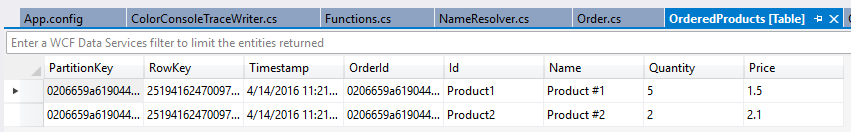 App.config ColorConsoleTraceWriter.cs Functions.cs NameResolver.cs Order.cs OrderedProducts [Table]
Enter a WCF Data Services filter to limit the entities returned
PartitionKey RowKey Timestamp OrderId Id Name Quantity Price
0206659a619044... 25194162470097... 4/14/2016 11:21... 0206659a619044... Product1 Product #1 5 1.5
0206659a619044... 25194162470097... 4/14/2016 11:21... 0206659a619044... Product2 Product #2 2 2.1